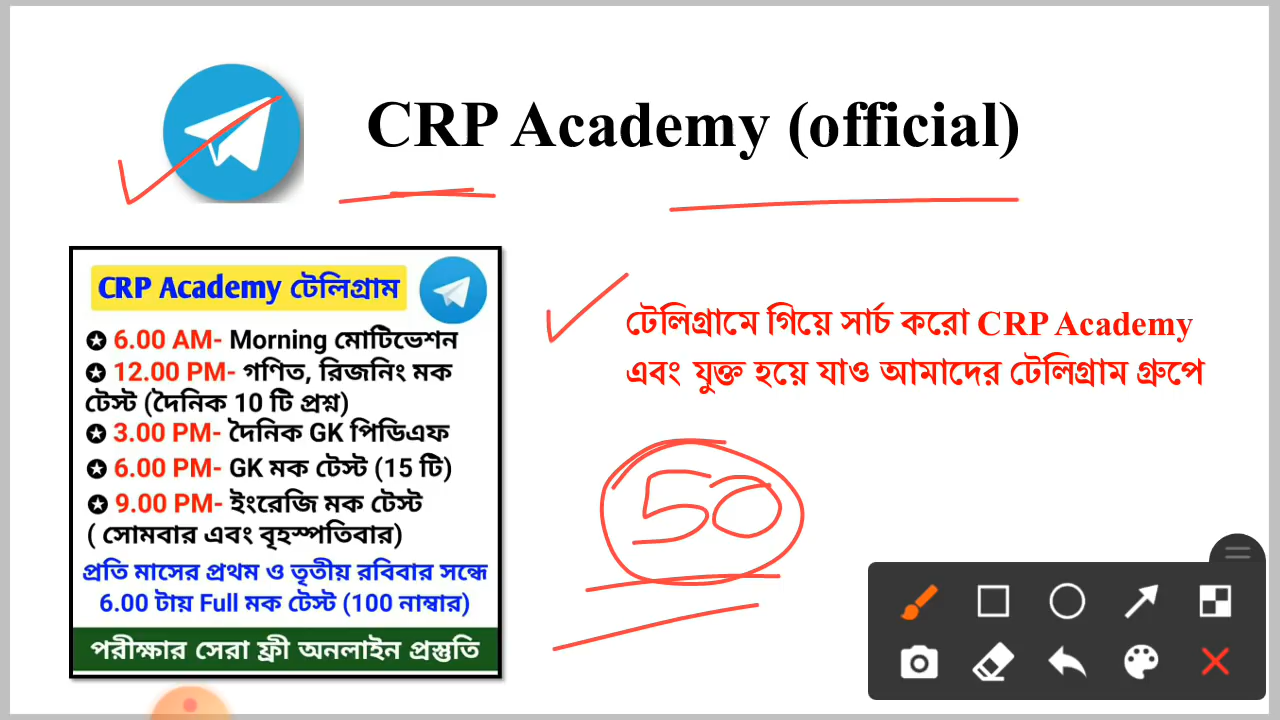 CRP Academy (official)
CRP Academy টেলিগ্রাম
6.00 AM- Morning মোটিভেশন
12.00 PM- গণিত, রিজনিং মক
টেস্ট (দৈনিক 10 টি প্রশ্ন)
3.00 PM- দৈনিক GK পিডিএফ
6.00 PM- GK মক টেস্ট (15 টি)
9.00 PM- ইংরেজি মক টেস্ট
( সোমবার এবং বৃহস্পতিবার)
প্রতি মাসের প্রথম ও তৃতীয় রবিবার সন্ধে
6.00 টায় Full মক টেস্ট (100 নাম্বার)
পরীক্ষার সেরা ফ্রী অনলাইন প্রস্তুতি
টেলিগ্রামে গিয়ে সার্চ করো CRP Academy
এবং যুক্ত হয়ে যাও আমাদের টেলিগ্রাম গ্রুপে
50